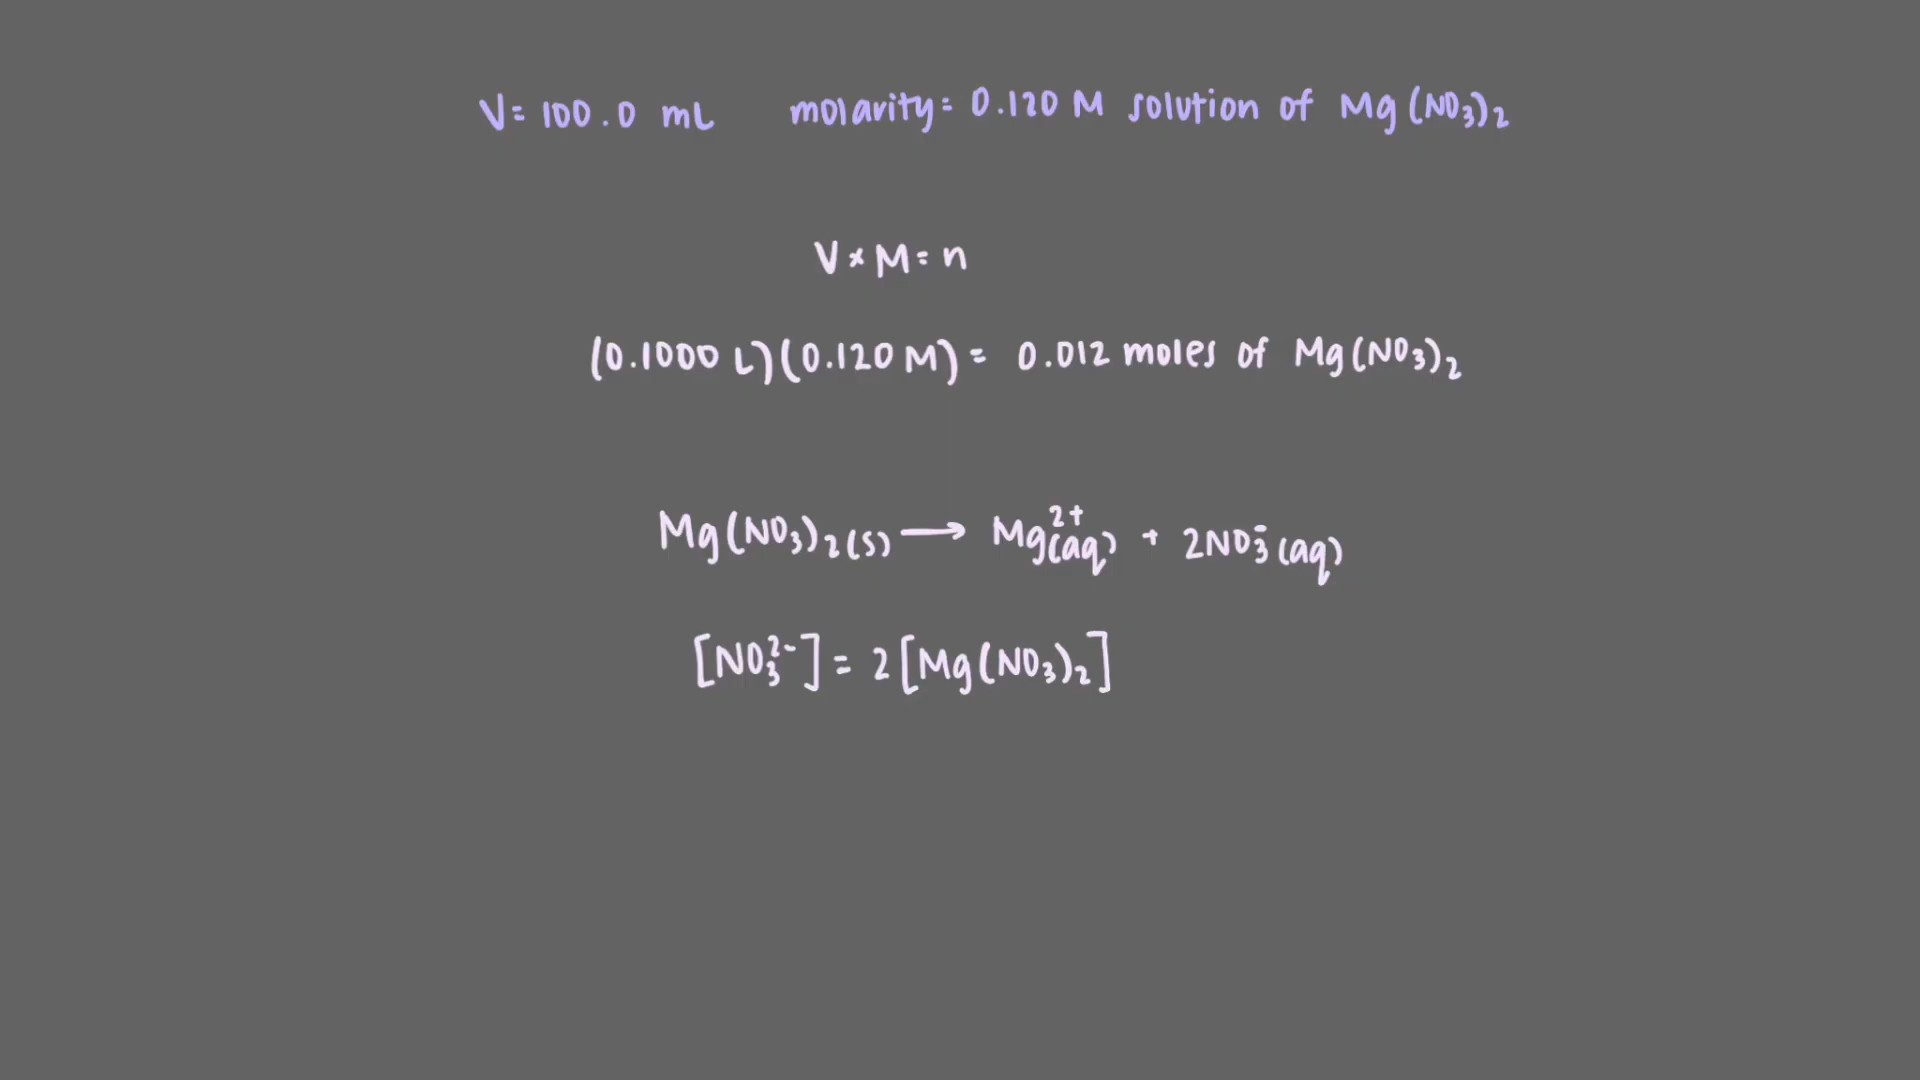 V = 100.0 mL molarity = 0.120 M solution of Mg(NO₃)₂
V × M = n
(0.1000 L)(0.120 M) = 0.012 moles of Mg(NO₃)₂
Mg(NO₃)₂(s) ⟶ Mg²⁺(aq) + 2NO₃⁻(aq)
[NO₃²⁻] = 2[Mg(NO₃)₂]